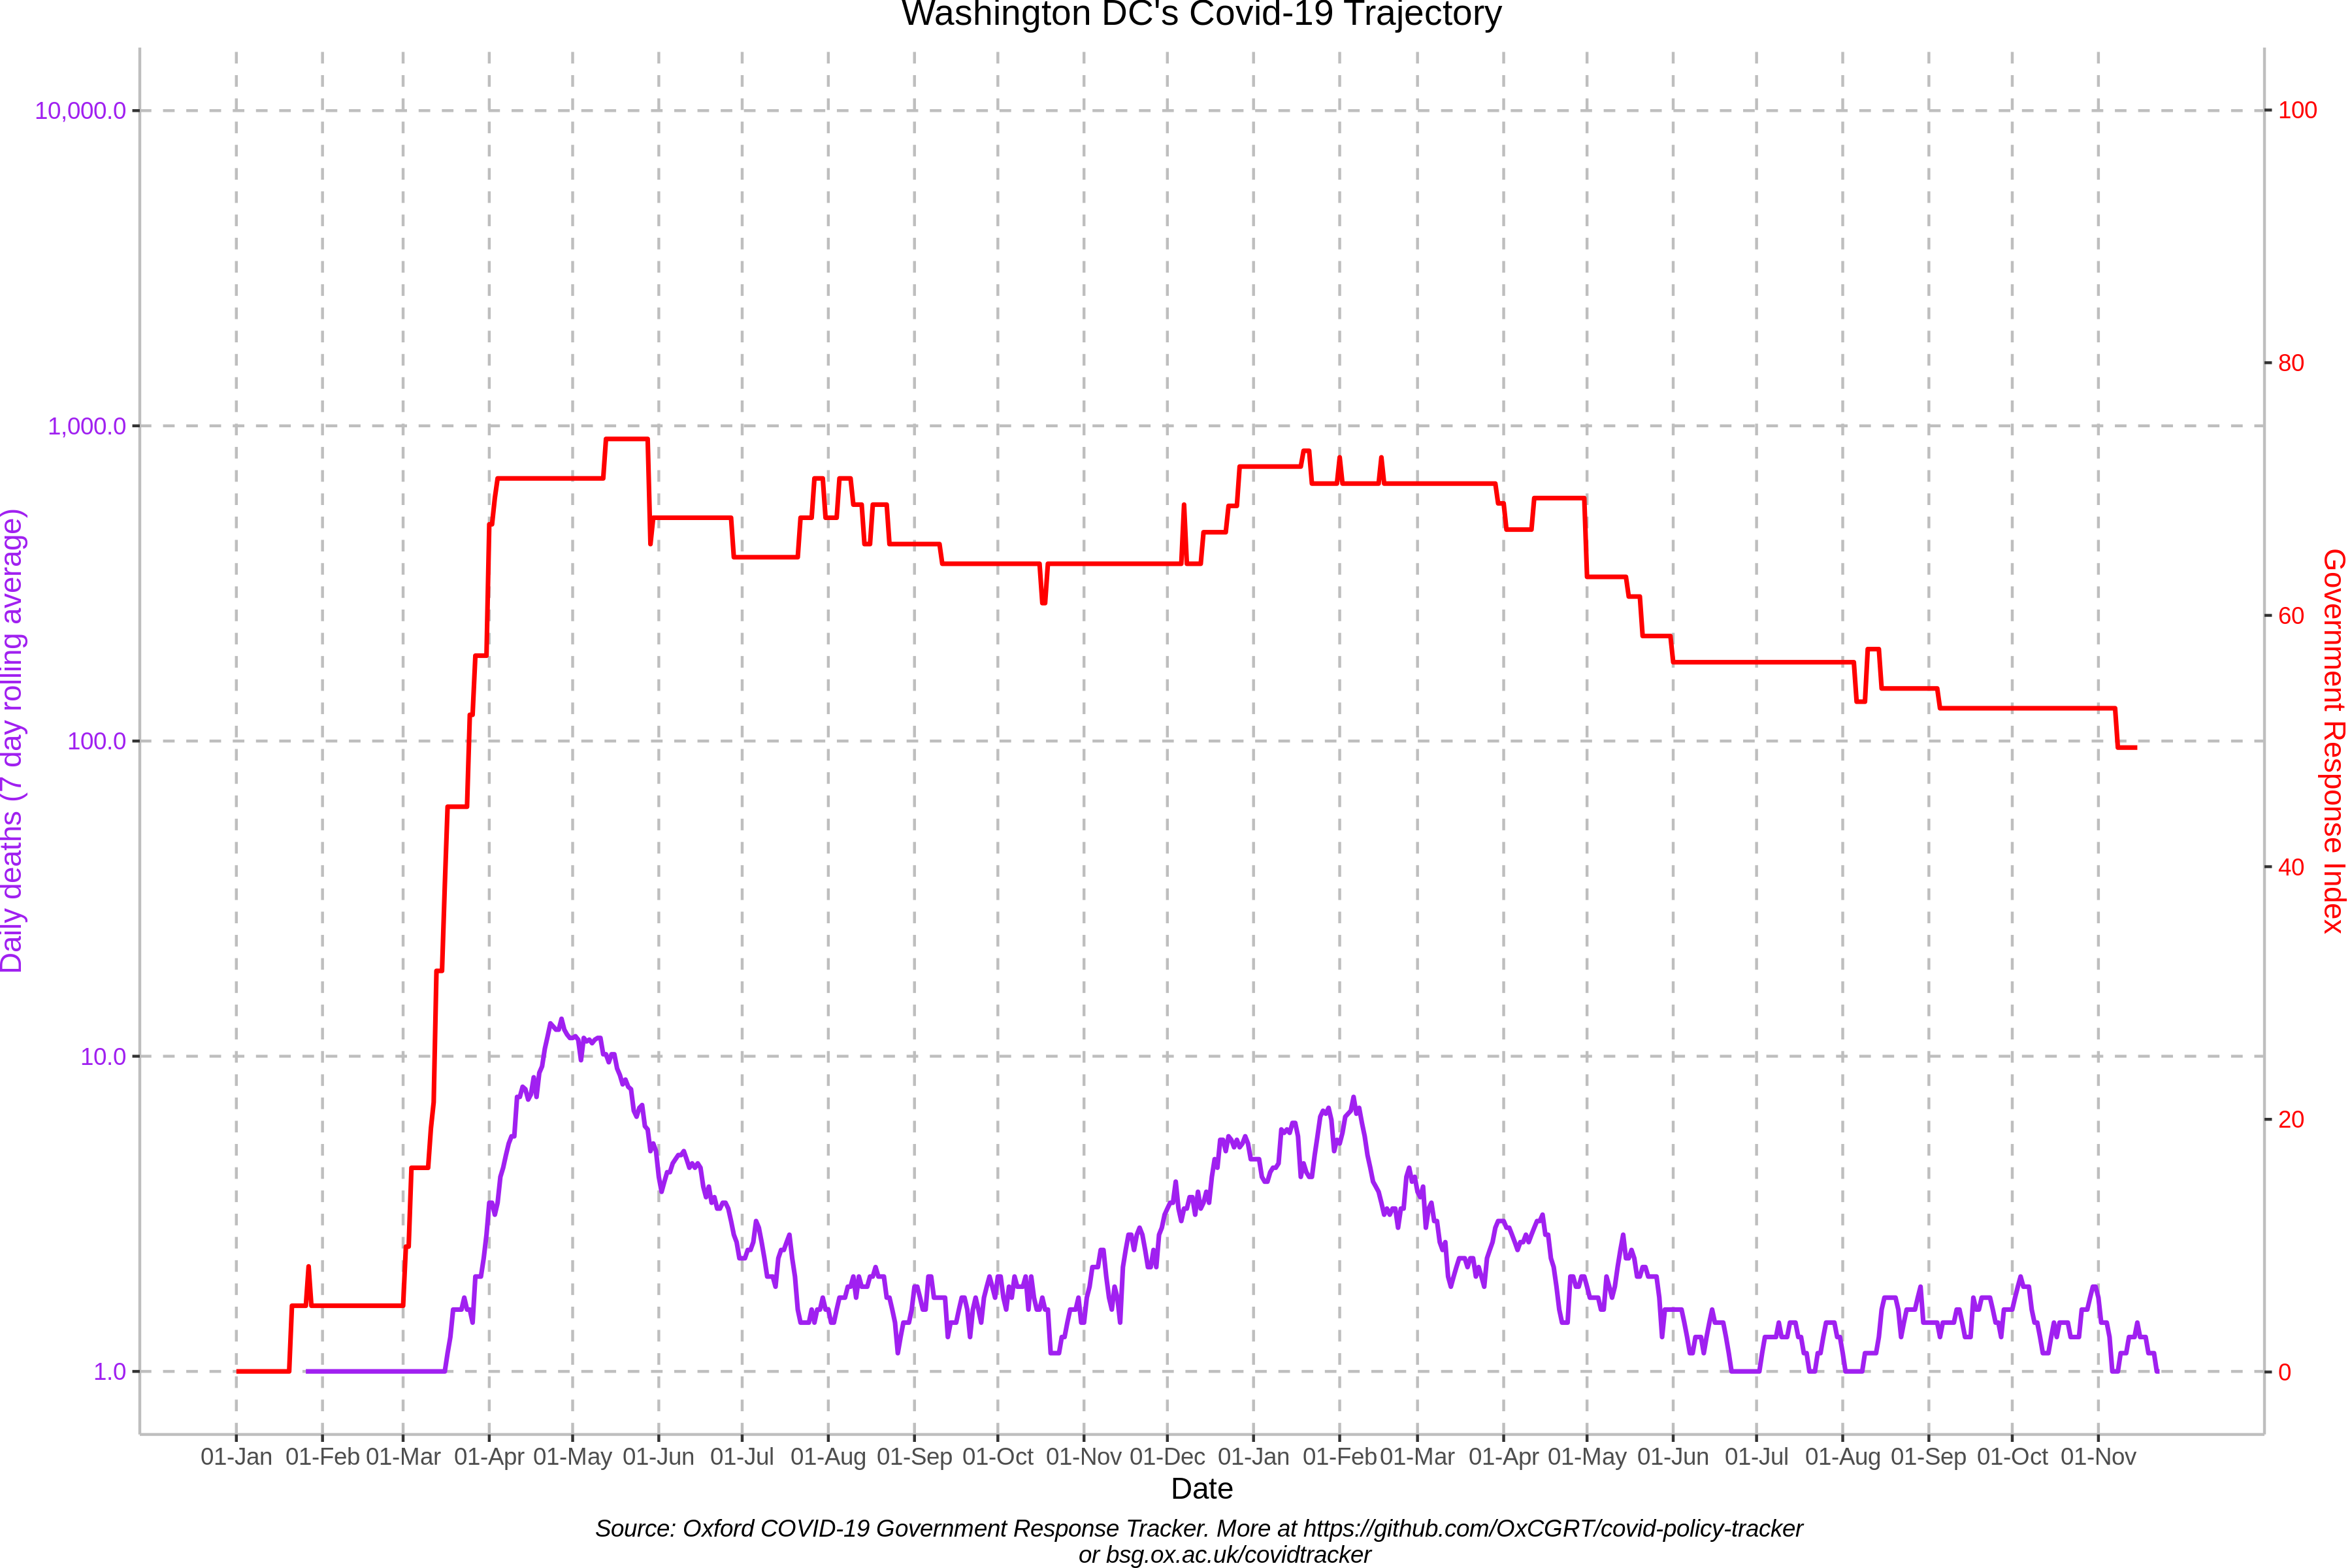 Washington DC's Covid-19 Trajectory
10,000.0
1,000.0
100.0
10.0
1.0
Daily deaths (7 day rolling average)
100
80
60
40
20
0
Government Response Index
01-Jan 01-Feb 01-Mar 01-Apr 01-May 01-Jun 01-Jul 01-Aug 01-Sep 01-Oct 01-Nov 01-Dec 01-Jan 01-Feb 01-Mar 01-Apr 01-May 01-Jun 01-Jul 01-Aug 01-Sep 01-Oct 01-Nov
Date
Source: Oxford COVID-19 Government Response Tracker. More at https://github.com/OxCGRT/covid-policy-tracker
or bsg.ox.ac.uk/covidtracker